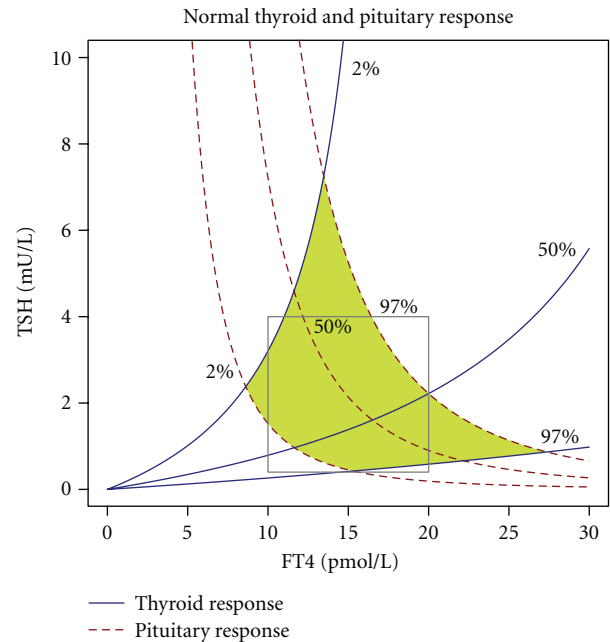 Normal thyroid and pituitary response
10
2%
8
6
50%
TSH (mU/L)
97%
4
50%
2%
2
97%
0
0 5 10 15 20 25 30
FT4 (pmol/L)
Thyroid response
Pituitary response